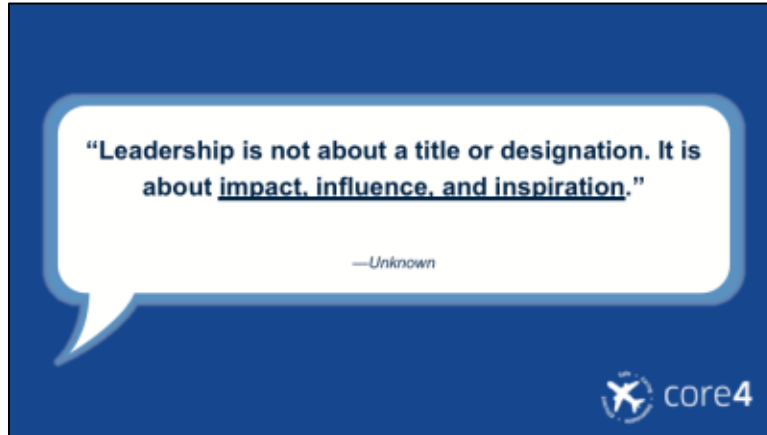 “Leadership is not about a title or designation. It is
about impact, influence, and inspiration.”
—Unknown
core4